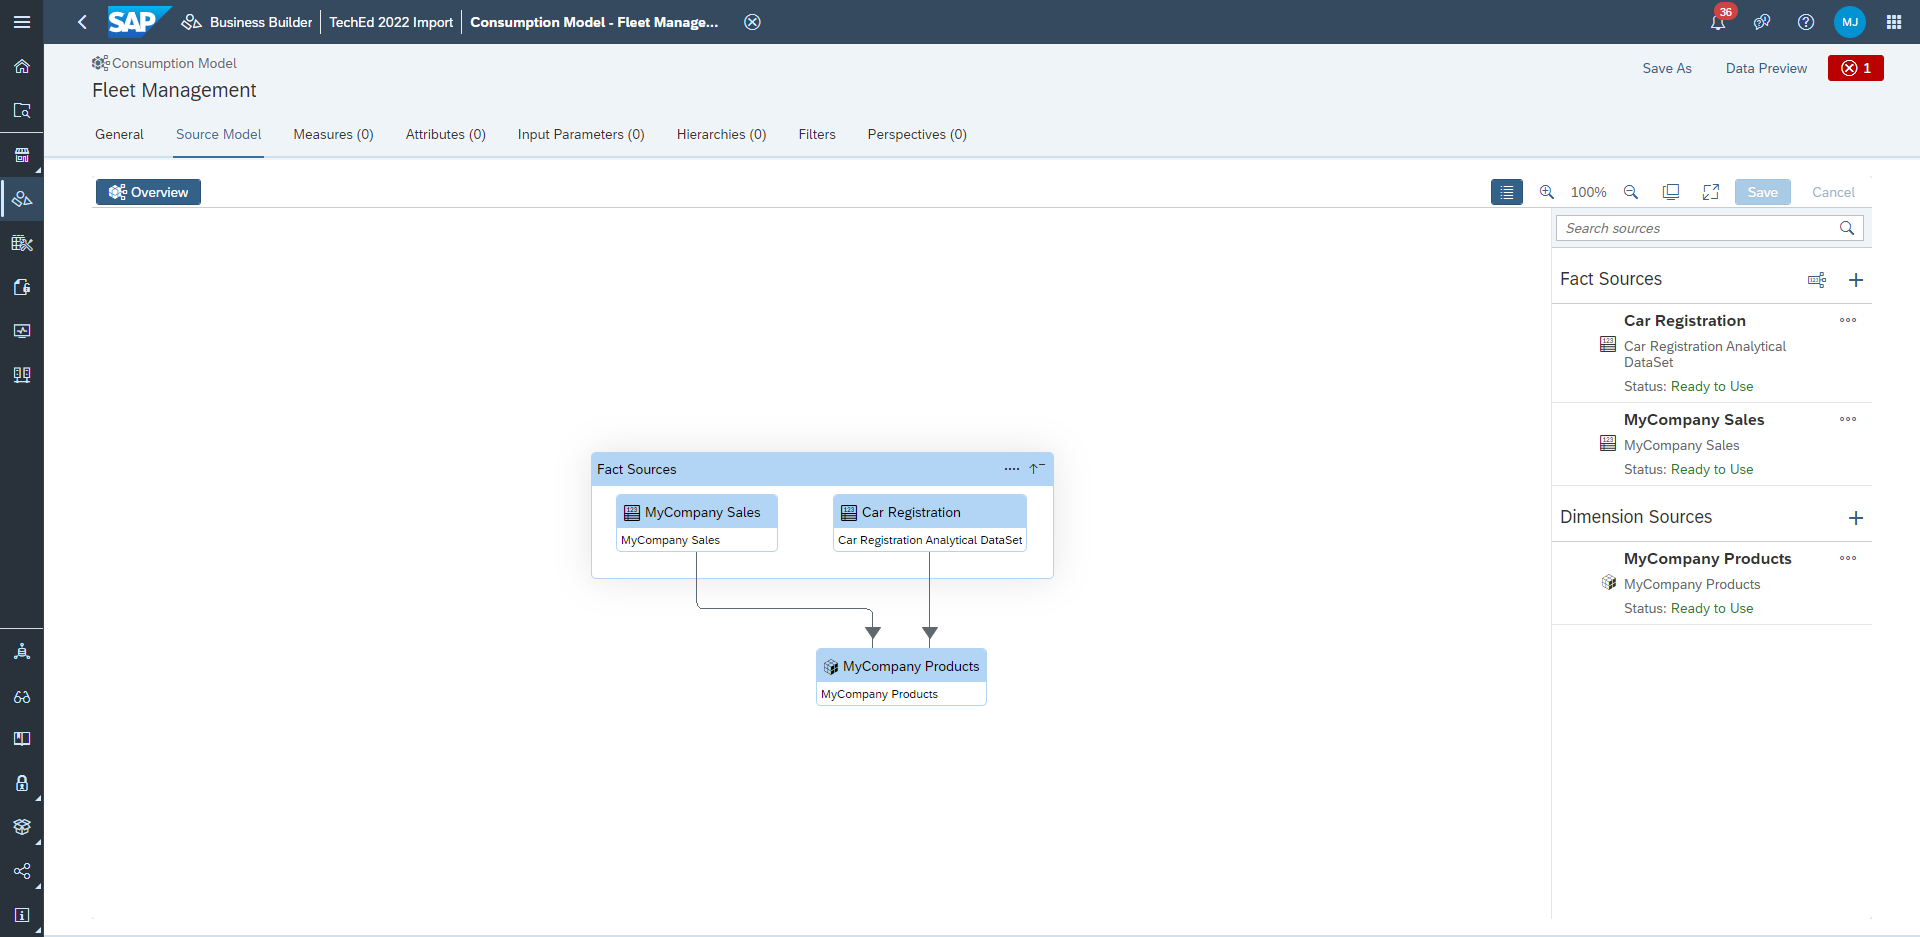 SAP
Business Builder
TechEd 2022 Import
Consumption Model - Fleet Manage...
36
MJ
Consumption Model
Fleet Management
Save As
Data Preview
1
General
Source Model
Measures (0)
Attributes (0)
Input Parameters (0)
Hierarchies (0)
Filters
Perspectives (0)
Overview
100%
Save
Cancel
Search sources
Fact Sources
Car Registration
Car Registration Analytical
DataSet
Status: Ready to Use
MyCompany Sales
MyCompany Sales
Status: Ready to Use
Dimension Sources
MyCompany Products
MyCompany Products
Status: Ready to Use
Fact Sources
MyCompany Sales
MyCompany Sales
Car Registration
Car Registration Analytical DataSet
MyCompany Products
MyCompany Products